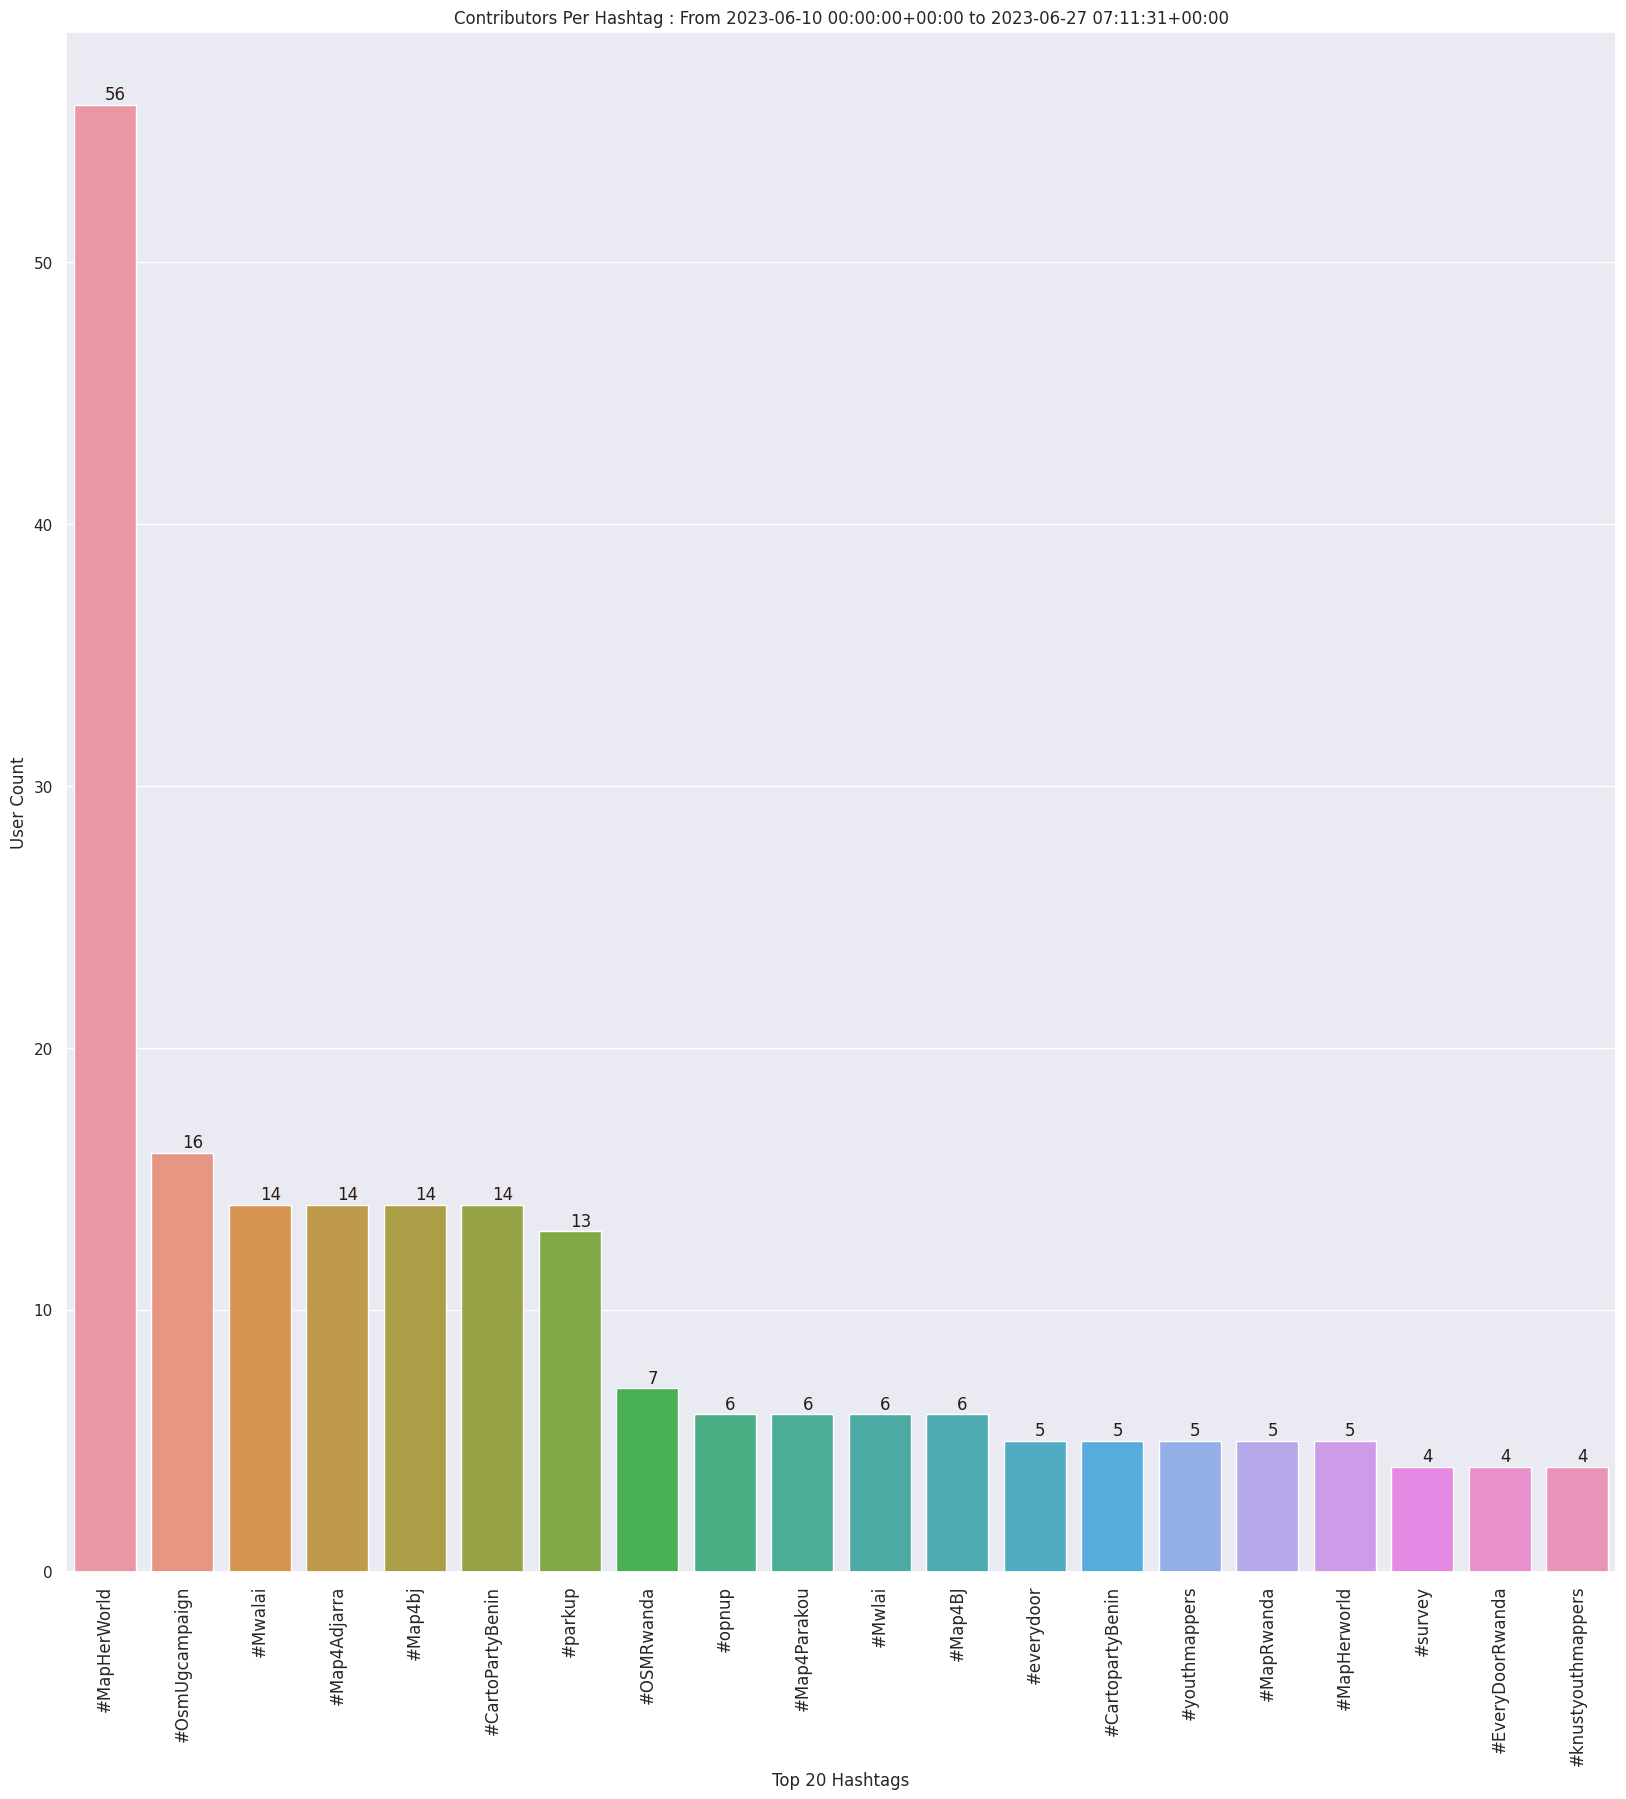 Contributors Per Hashtag : From 2023-06-10 00:00:00+00:00 to 2023-06-27 07:11:31+00:00
56
50
40
30
20
10
0
User Count
16
14
14
14
14
13
7
6
6
6
6
5
5
5
5
5
4
4
4
#MapHerWorld
#OsmUgcampaign
#Mwalai
#Map4Adjarra
#Map4bj
#CartoPartyBenin
#parkup
#OSMRwanda
#opnup
#Map4Parakou
#Mwlai
#Map4BJ
#everydoor
#CartopartyBenin
#youthmappers
#MapRwanda
#MapHerworld
#survey
#EveryDoorRwanda
#knustyouthmappers
Top 20 Hashtags